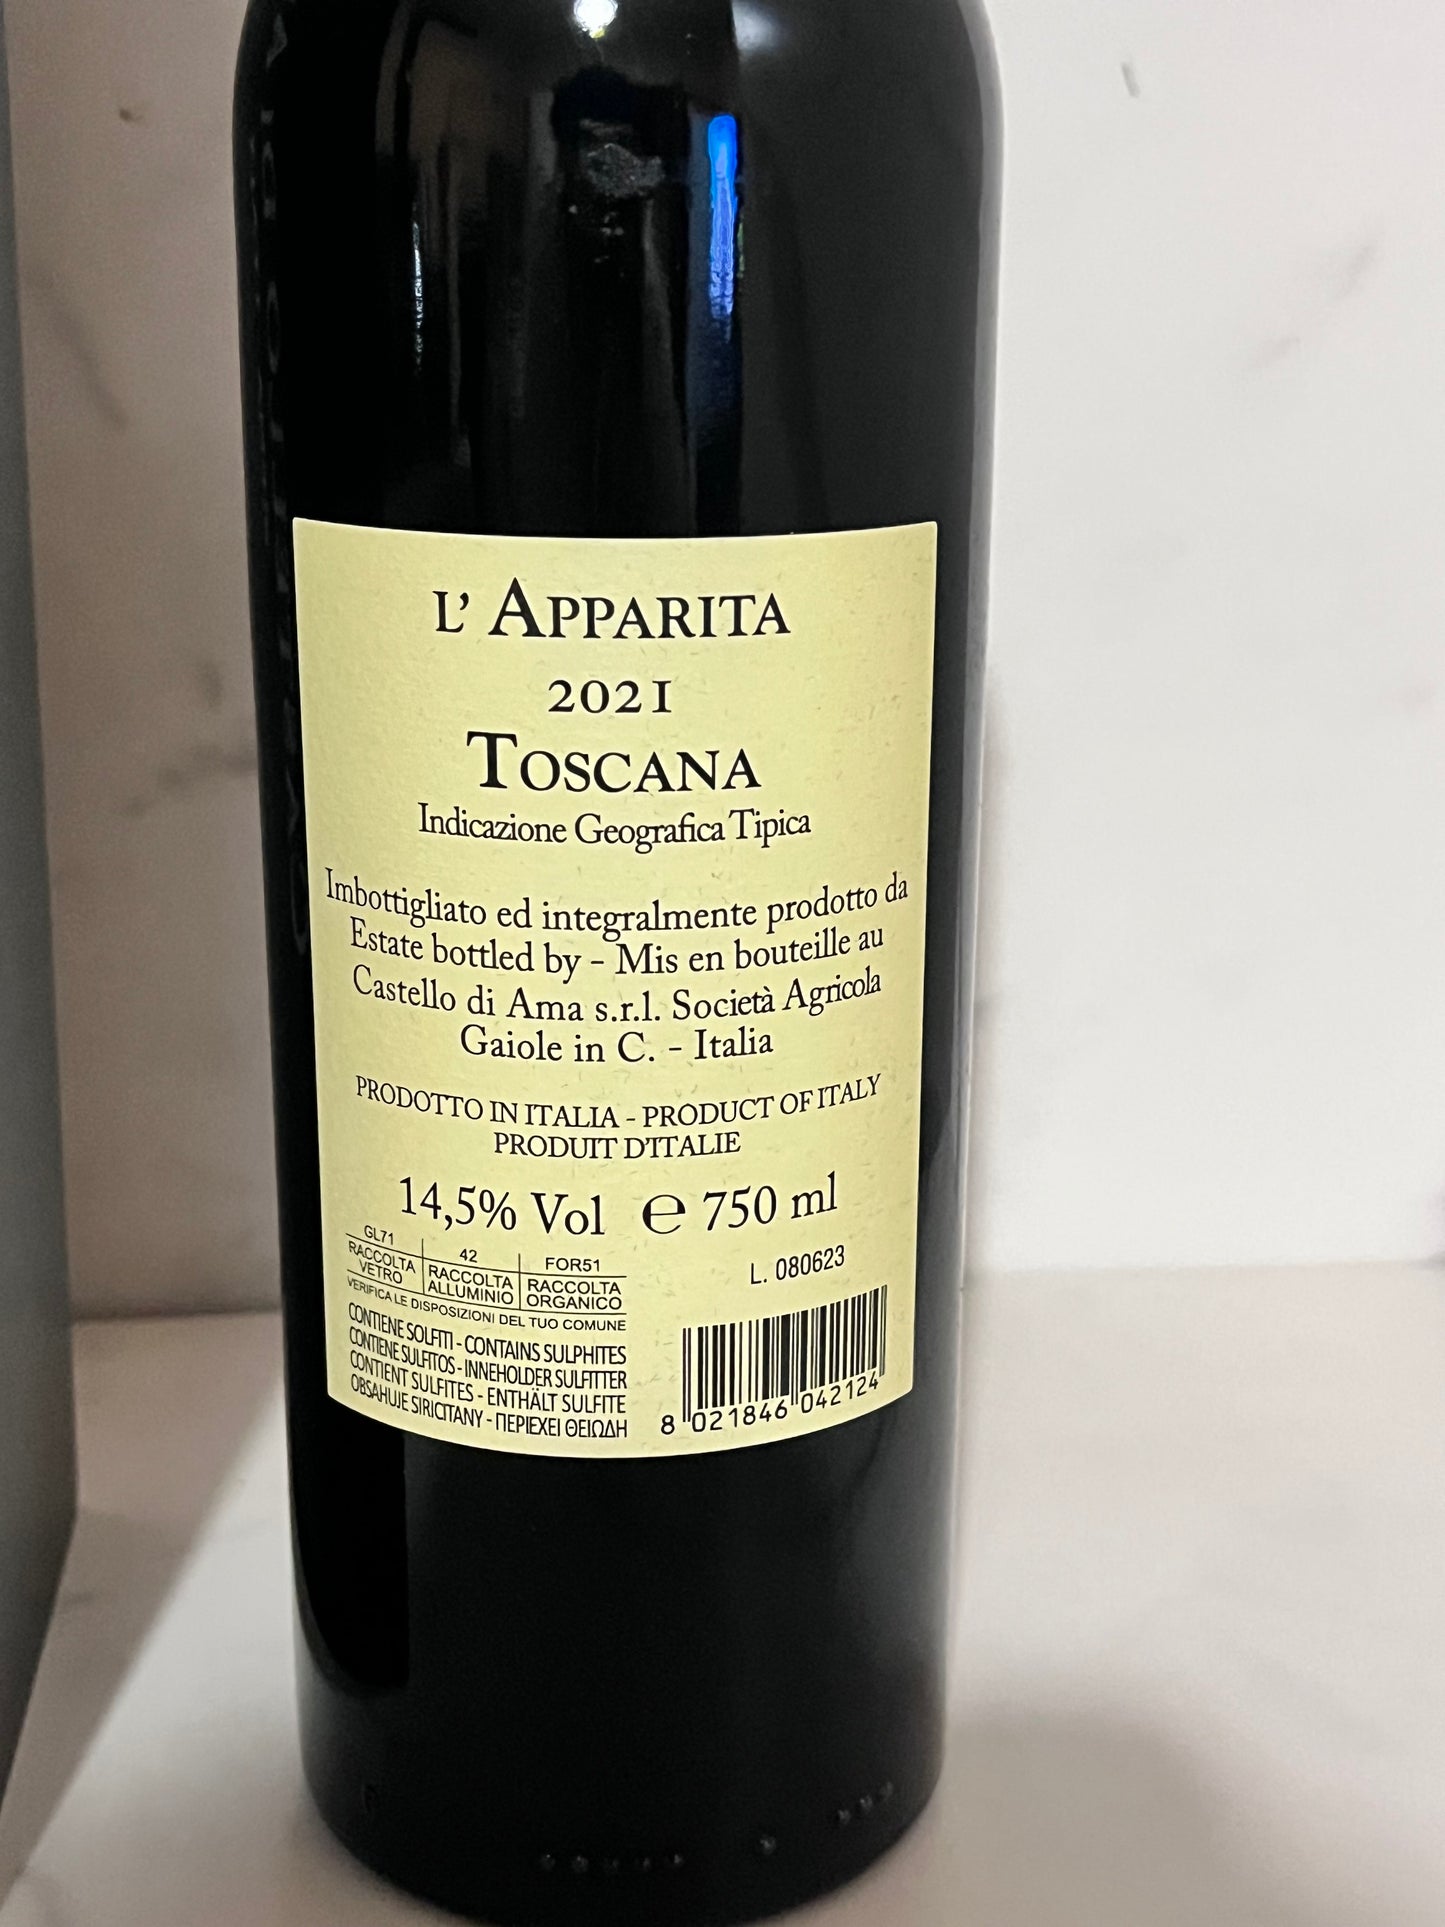 L' APPARITA
2021
TOSCANA
Indicazione Geografica Tipica
Imbottigliato ed integralmente prodotto da
Estate bottled by - Mis en bouteille au
Castello di Ama s.r.l. Società Agricola
Gaiole in C. - Italia
PRODOTTO IN ITALIA - PRODUCT OF ITALY
PRODUIT D'ITALIE
14,5% Vol ℮ 750 ml
GL71 42 FOR51
RACCOLTA VETRO RACCOLTA ALLUMINIO RACCOLTA ORGANICO
VERIFICA LE DISPOSIZIONI DEL TUO COMUNE
L. 080623
CONTIENE SOLFITI - CONTAINS SULPHITES
CONTIENE SULFITOS - INNEHOLDER SULFITTER
CONTIENT SULFITES - ENTHÄLT SULFITE
OBSAHUJE SIRICITANY - ΠΕΡΙΕΧΕΙ ΘΕΙΩΔΗ
8 021846 042124